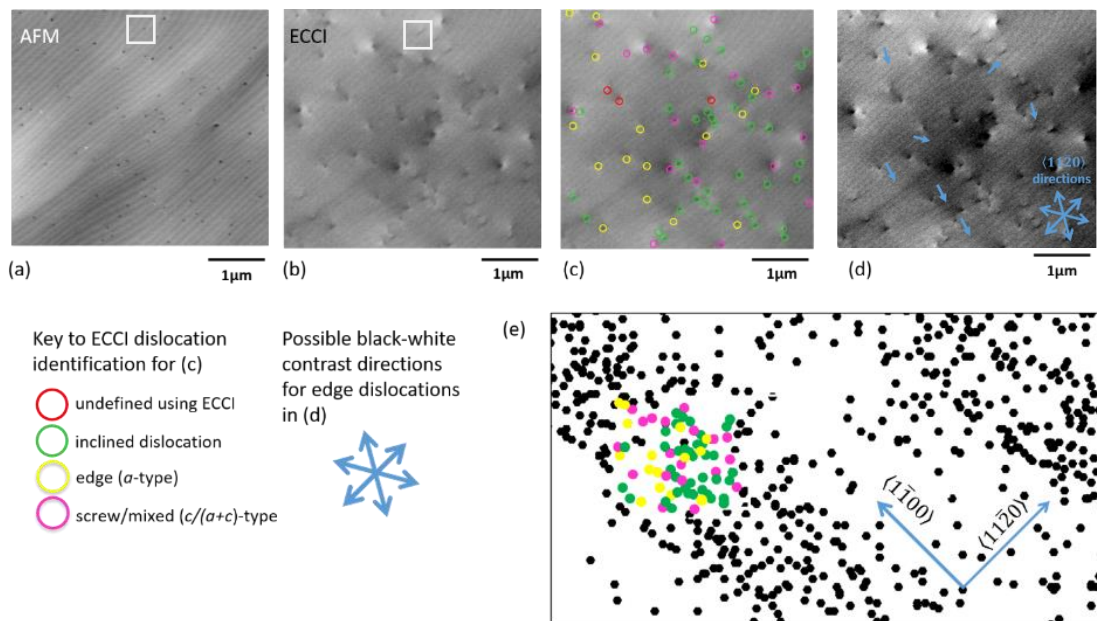 AFM
ECCI
⟨11̄20⟩
directions
1µm
1µm
1µm
1µm
(a)
(b)
(c)
(d)
Key to ECCI dislocation
identification for (c)
undefined using ECCI
inclined dislocation
edge (a-type)
screw/mixed (c/(a+c)-type
Possible black-white
contrast directions
for edge dislocations
in (d)
(e)
⟨11̄00⟩
⟨112̄0⟩